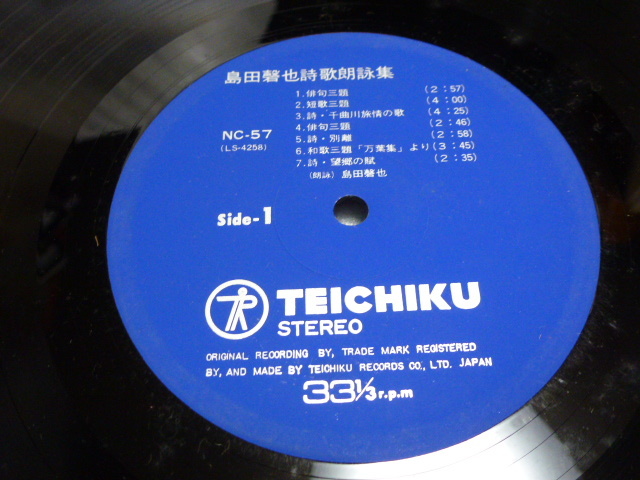 島田磬也詩歌朗詠集
1.俳句三題 (2:57)
2.短歌三題 (4:00)
3.詩・千曲川旅情の歌 (4:25)
4.俳句三題 (2:46)
5.詩・別離 (2:58)
6.和歌三題「万葉集」より (3:45)
7.詩・望郷の賦 (2:35)
(朗詠) 島田磬也
NC-57
(LS-4258)
Side-1
TEICHIKU
STEREO
ORIGINAL RECORDING BY, TRADE MARK REGISTERED
BY, AND MADE BY TEICHIKU RECORDS CO., LTD. JAPAN
33 1/3 r.p.m